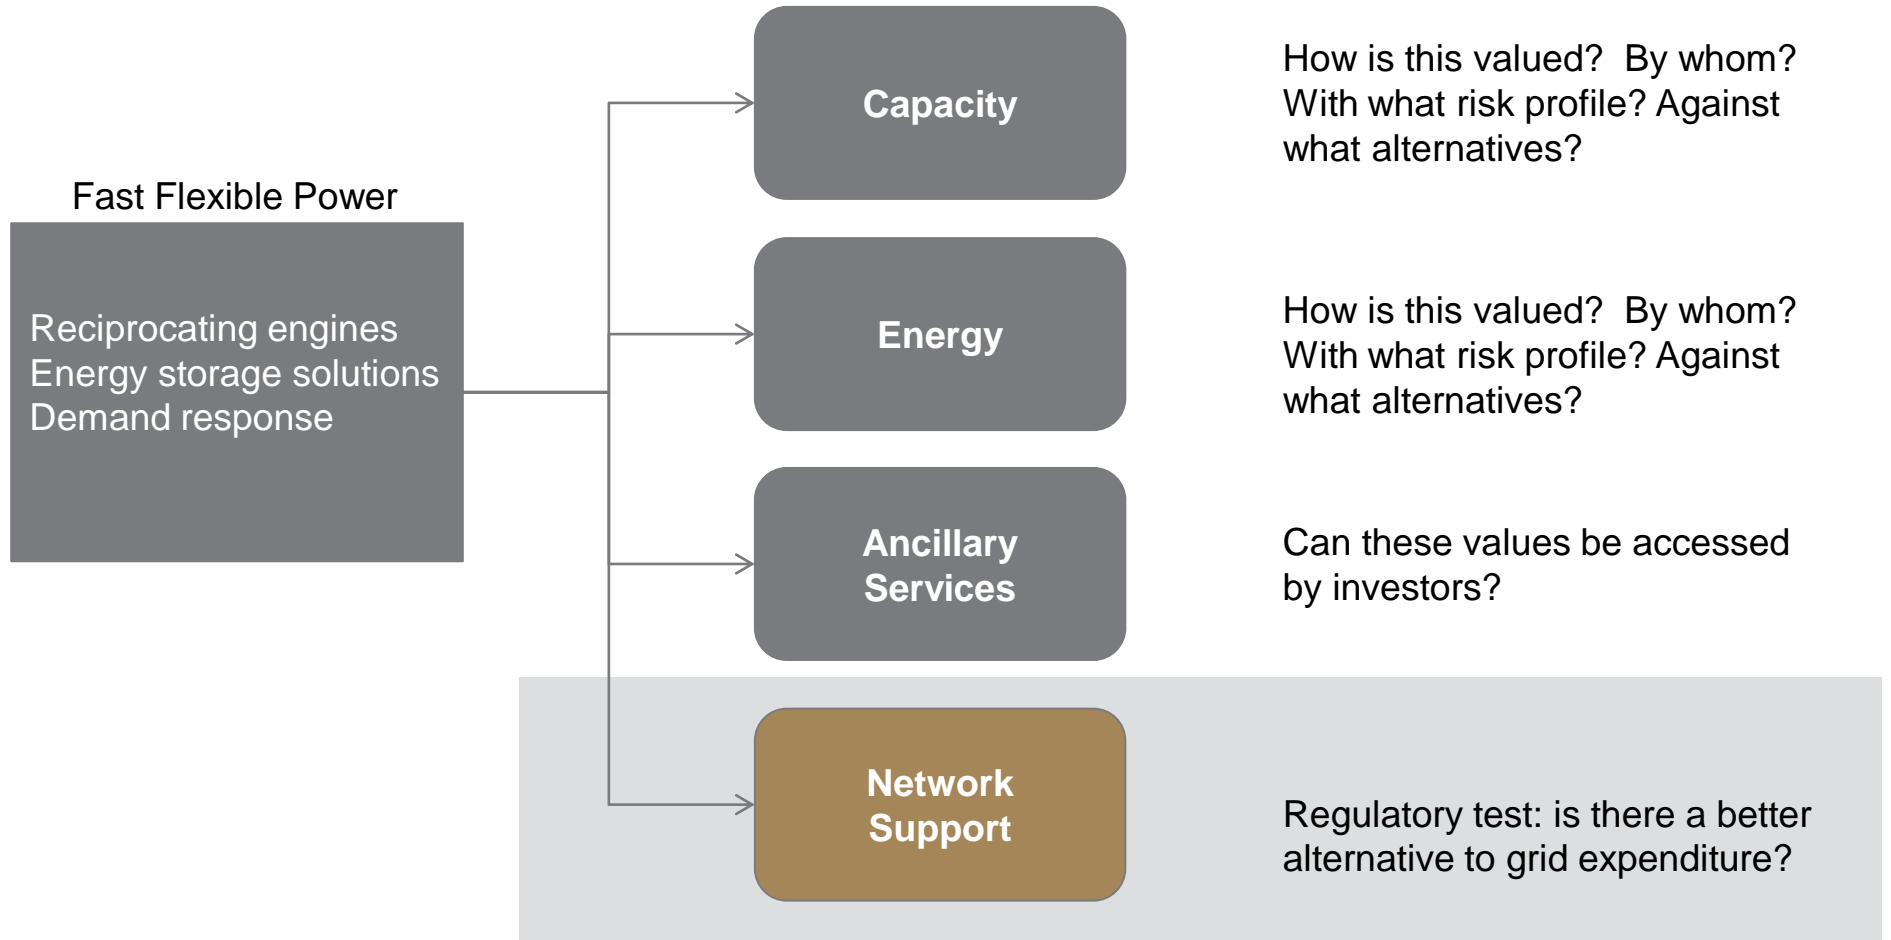 Fast Flexible Power
Reciprocating engines
Energy storage solutions
Demand response
Capacity
How is this valued?  By whom?
With what risk profile? Against
what alternatives?
Energy
How is this valued?  By whom?
With what risk profile? Against
what alternatives?
Ancillary
Services
Can these values be accessed
by investors?
Network
Support
Regulatory test: is there a better
alternative to grid expenditure?